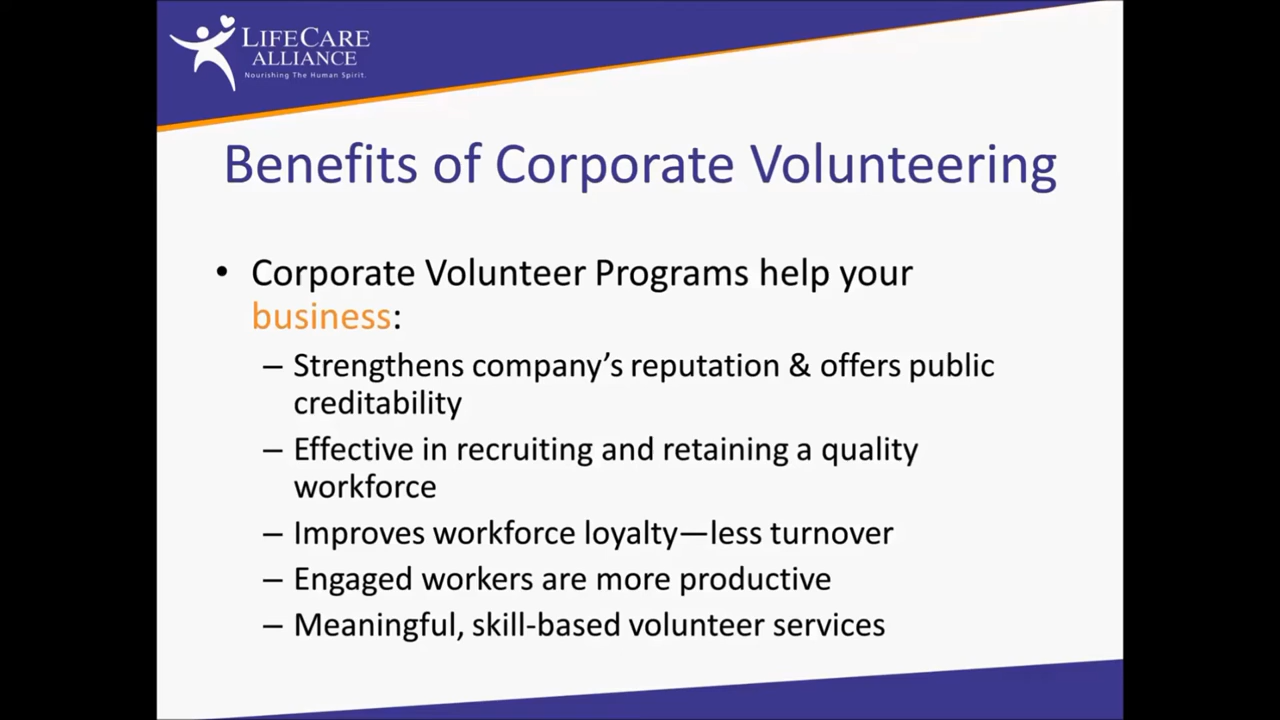 LIFECARE
ALLIANCE
Nourishing The Human Spirit.
Benefits of Corporate Volunteering
• Corporate Volunteer Programs help your
business:
– Strengthens company’s reputation & offers public
creditability
– Effective in recruiting and retaining a quality
workforce
– Improves workforce loyalty—less turnover
– Engaged workers are more productive
– Meaningful, skill-based volunteer services